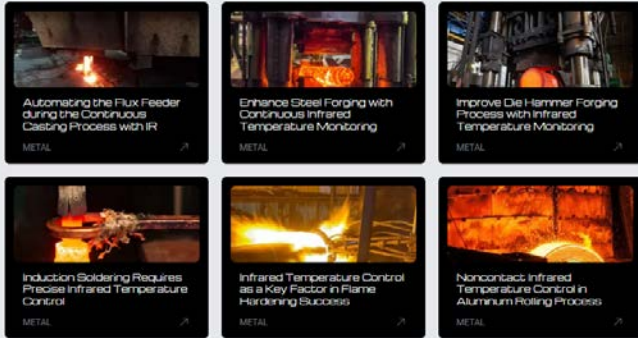 Automating the Flux Feeder
during the Continuous
Casting Process with IR
METAL
Enhance Steel Forging with
Continuous Infrared
Temperature Monitoring
METAL
Improve Die Hammer Forging
Process with Infrared
Temperature Monitoring
METAL
Induction Soldering Requires
Precise Infrared Temperature
Control
METAL
Infrared Temperature Control
as a Key Factor in Flame
Hardening Success
METAL
Noncontact Infrared
Temperature Control in
Aluminum Rolling Process
METAL